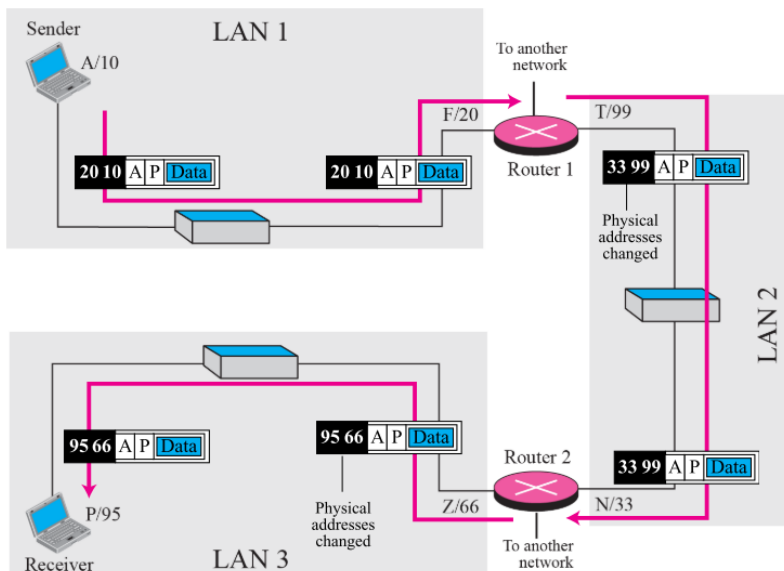 Sender
LAN 1
A/10
To another
network
F/20
T/99
Router 1
20 10 A P Data
20 10 A P Data
33 99 A P Data
Physical
addresses
changed
LAN 2
95 66 A P Data
95 66 A P Data
33 99 A P Data
Router 2
Physical
addresses
changed
P/95
Z/66
N/33
To another
network
Receiver
LAN 3